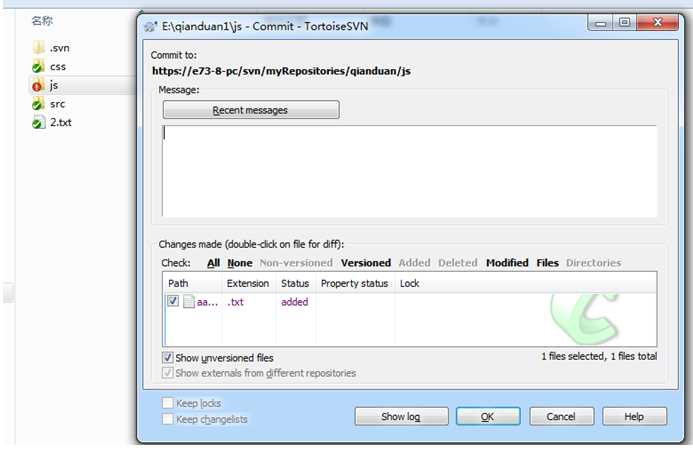 名称
.svn
css
js
src
2.txt
E:\qianduan1\js - Commit - TortoiseSVN
Commit to:
https://e73-8-pc/svn/myRepositories/qianduan/js
Message:
Recent messages
Changes made (double-click on file for diff):
Check: All None Non-versioned Versioned Added Deleted Modified Files Directories
Path Extension Status Property status Lock
aa... .txt added
Show unversioned files
1 files selected, 1 files total
Show externals from different repositories
Keep locks
Keep changelists
Show log OK Cancel Help